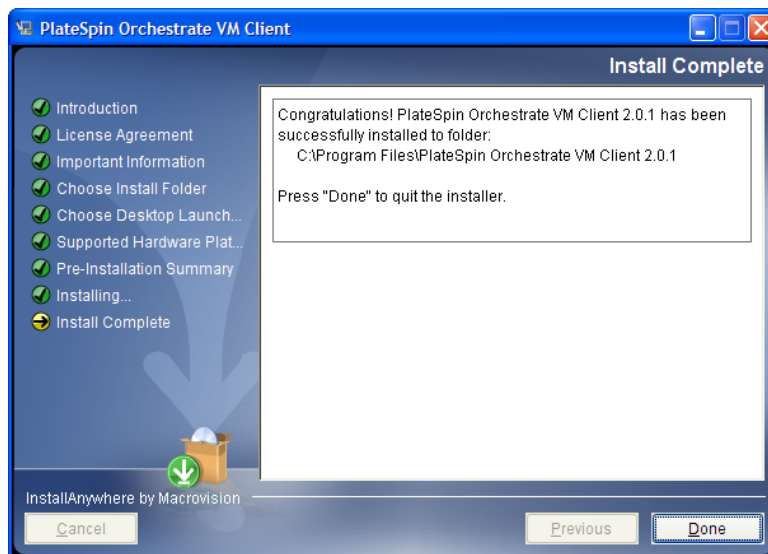 PlateSpin Orchestrate VM Client
Install Complete
Introduction
License Agreement
Important Information
Choose Install Folder
Choose Desktop Launch...
Supported Hardware Plat...
Pre-Installation Summary
Installing...
Install Complete
Congratulations! PlateSpin Orchestrate VM Client 2.0.1 has been
successfully installed to folder:
C:\Program Files\PlateSpin Orchestrate VM Client 2.0.1
Press "Done" to quit the installer.
InstallAnywhere by Macrovision
Cancel
Previous
Done